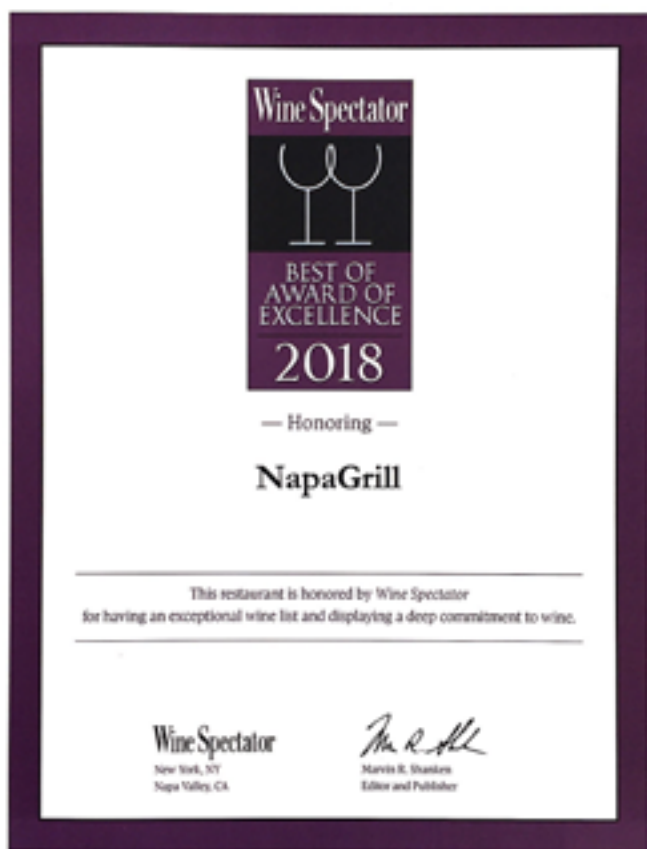 Wine Spectator
BEST OF
AWARD OF
EXCELLENCE
2018
— Honoring —
NapaGrill
This restaurant is honored by Wine Spectator
for having an exceptional wine list and displaying a deep commitment to wine.
Wine Spectator
New York, NY
Napa Valley, CA
Marvin R. Shanken
Editor and Publisher